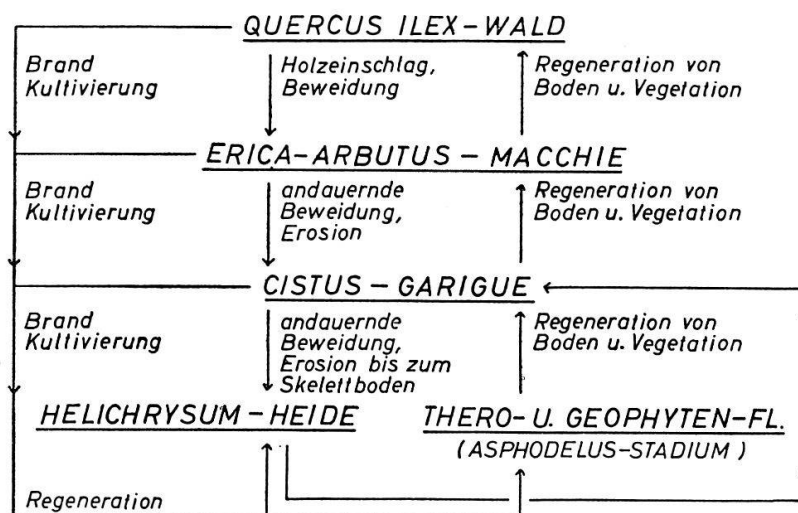 QUERCUS ILEX-WALD
Brand
Kultivierung
Holzeinschlag,
Beweidung
Regeneration von
Boden u. Vegetation
ERICA-ARBUTUS-MACCHIE
Brand
Kultivierung
andauernde
Beweidung,
Erosion
Regeneration von
Boden u. Vegetation
CISTUS-GARIGUE
Brand
Kultivierung
andauernde
Beweidung,
Erosion bis zum
Skelettboden
Regeneration von
Boden u. Vegetation
HELICHRYSUM-HEIDE
THERO- U. GEOPHYTEN-FL.
(ASPHODELUS-STADIUM)
Regeneration